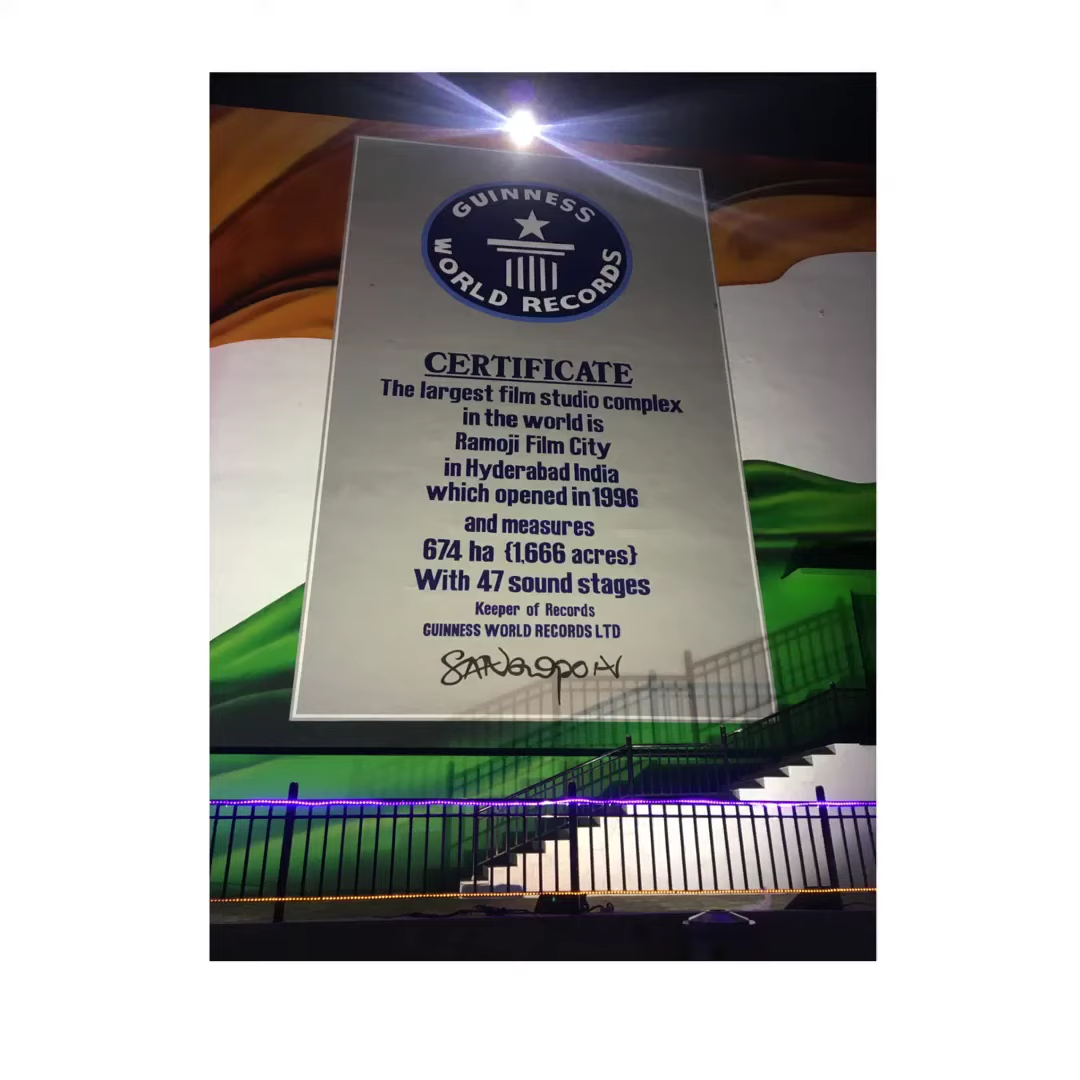 GUINNESS
WORLD RECORDS
CERTIFICATE
The largest film studio complex
in the world is
Ramoji Film City
in Hyderabad India
which opened in 1996
and measures
674 ha {1,666 acres}
With 47 sound stages
Keeper of Records
GUINNESS WORLD RECORDS LTD